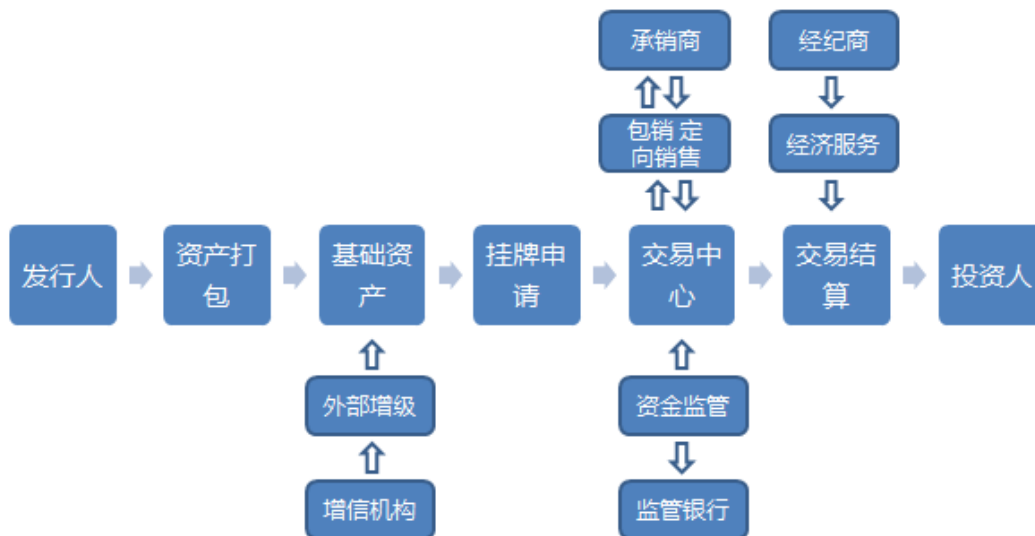 承销商
经纪商
包销 定
向销售
经济服务
发行人
资产打
包
基础资
产
挂牌申
请
交易中
心
交易结
算
投资人
外部增级
资金监管
增信机构
监管银行